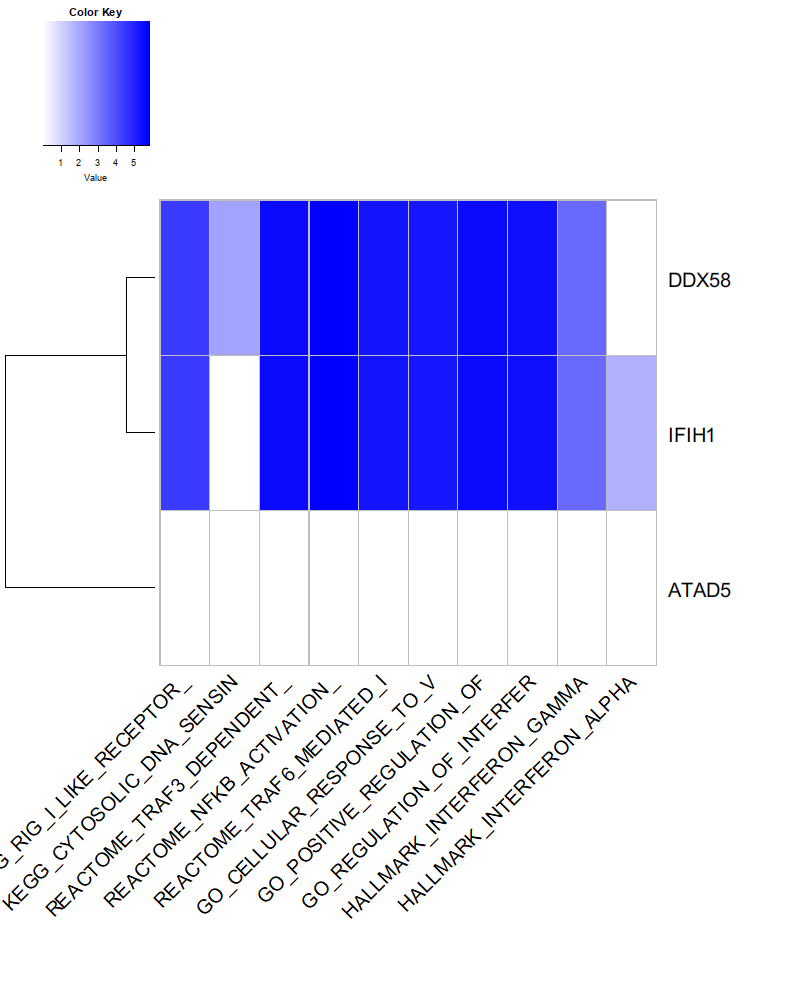 Color Key
1 2 3 4 5
Value
DDX58
IFIH1
ATAD5
G_RIG_I_LIKE_RECEPTOR_
KEGG_CYTOSOLIC_DNA_SENSIN
REACTOME_TRAF3_DEPENDENT_
REACTOME_NFKB_ACTIVATION_
REACTOME_TRAF6_MEDIATED_I
GO_CELLULAR_RESPONSE_TO_V
GO_POSITIVE_REGULATION_OF
GO_REGULATION_OF_INTERFER
HALLMARK_INTERFERON_GAMMA
HALLMARK_INTERFERON_ALPHA